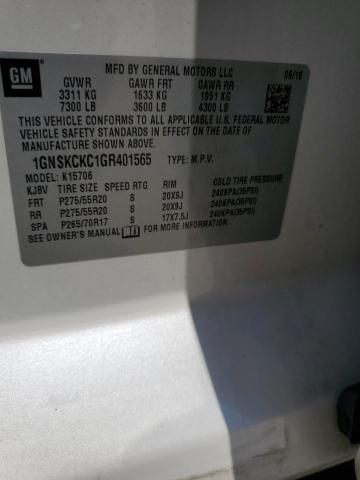 GM
MFD BY GENERAL MOTORS LLC 06/16
GVWR GAWR FRT GAWR RR
3311 KG 1633 KG 1951 KG
7300 LB 3600 LB 4300 LB
THIS VEHICLE CONFORMS TO ALL APPLICABLE U.S. FEDERAL MOTOR
VEHICLE SAFETY STANDARDS IN EFFECT ON THE DATE OF
MANUFACTURE SHOWN ABOVE.
1GNSKCKC1GR401565 TYPE: M.P.V.
MODEL: K15706
KJ8V TIRE SIZE SPEED RTG RIM COLD TIRE PRESSURE
FRT P275/55R20 S 20X9J 240KPA(35PSI)
RR P275/55R20 S 20X9J 240KPA(35PSI)
SPA P265/70R17 S 17X7.5J 240KPA(35PSI)
SEE OWNER'S MANUAL FOR ADDITIONAL INFORMATION.